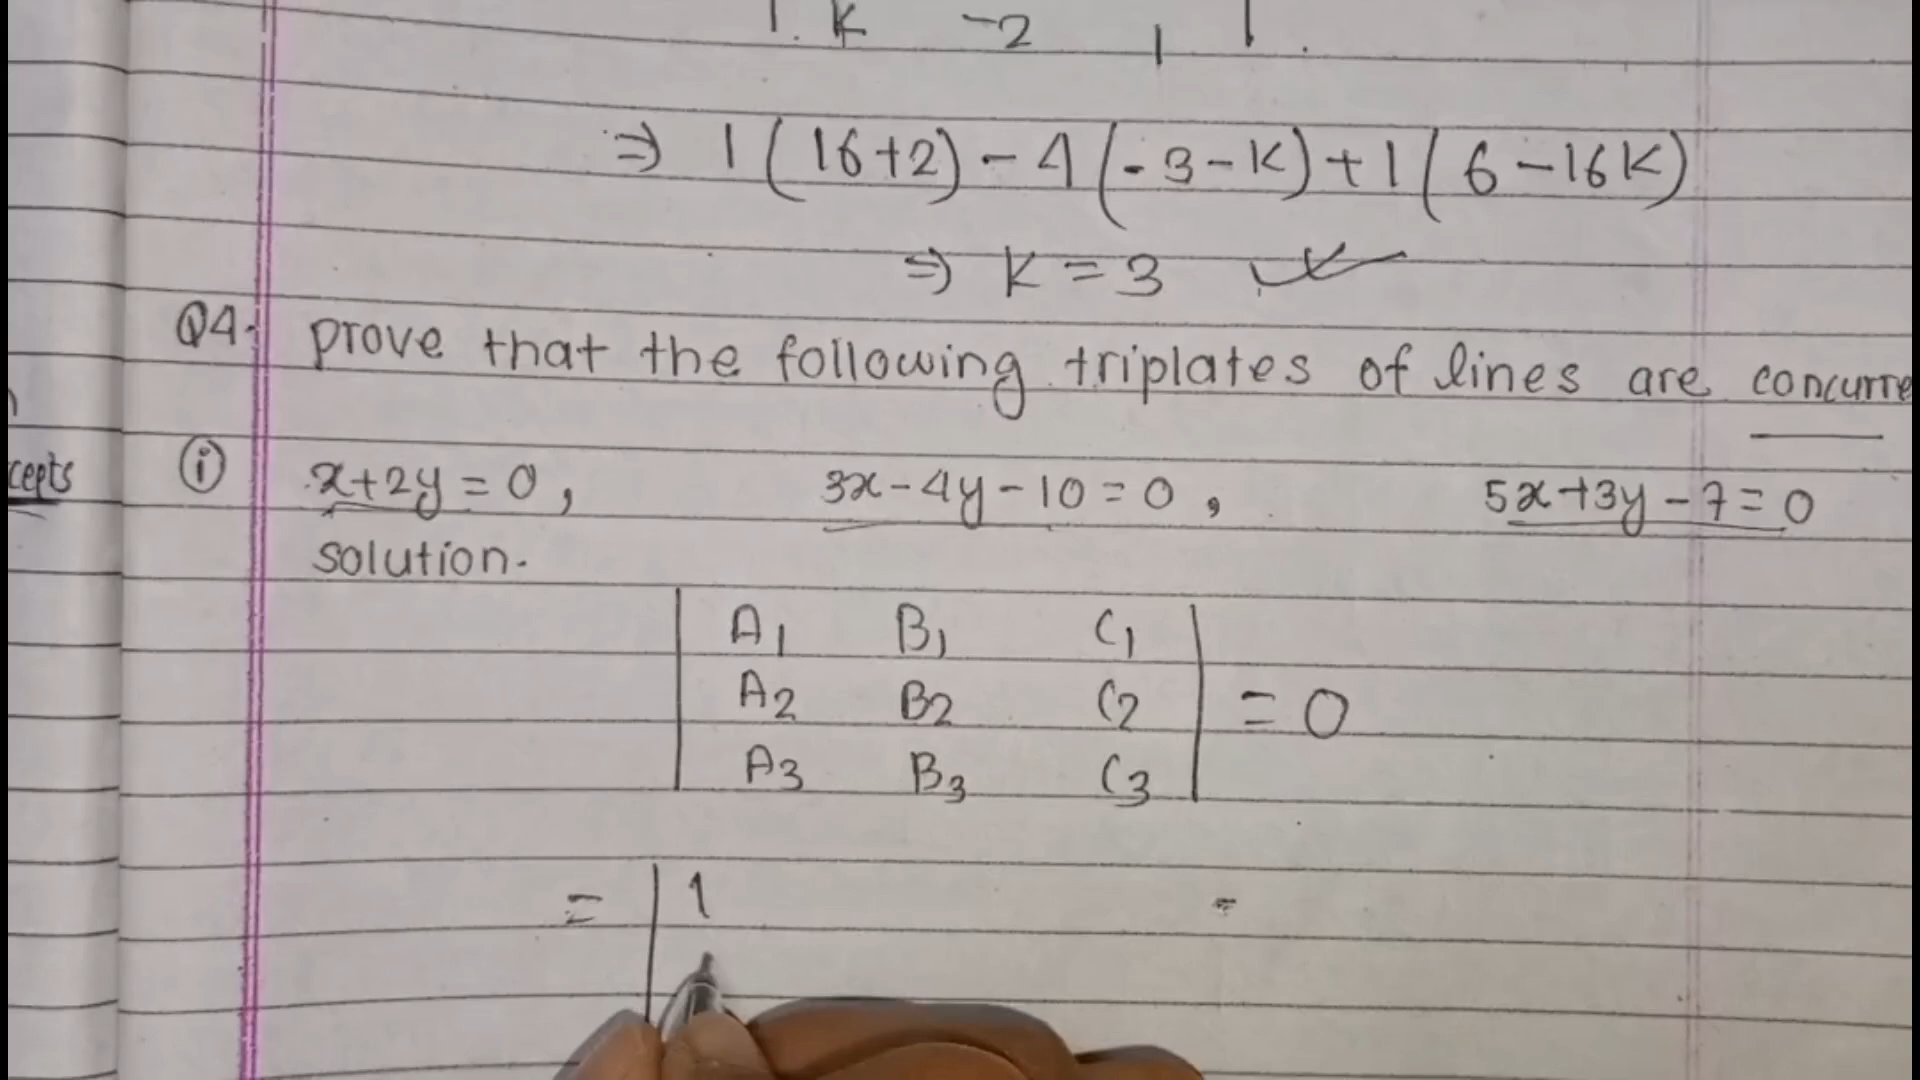 k -2 1
⇒ 1(16+2)-4(-3-k)+1(6-16k)
⇒ k=3
Q4. prove that the following triplates of lines are concurre
cepts
(i) x+2y=0, 3x-4y-10=0, 5x+3y-7=0
solution.
| A1 B1 C1 |
| A2 B2 C2 | = 0
| A3 B3 C3 |
= | 1